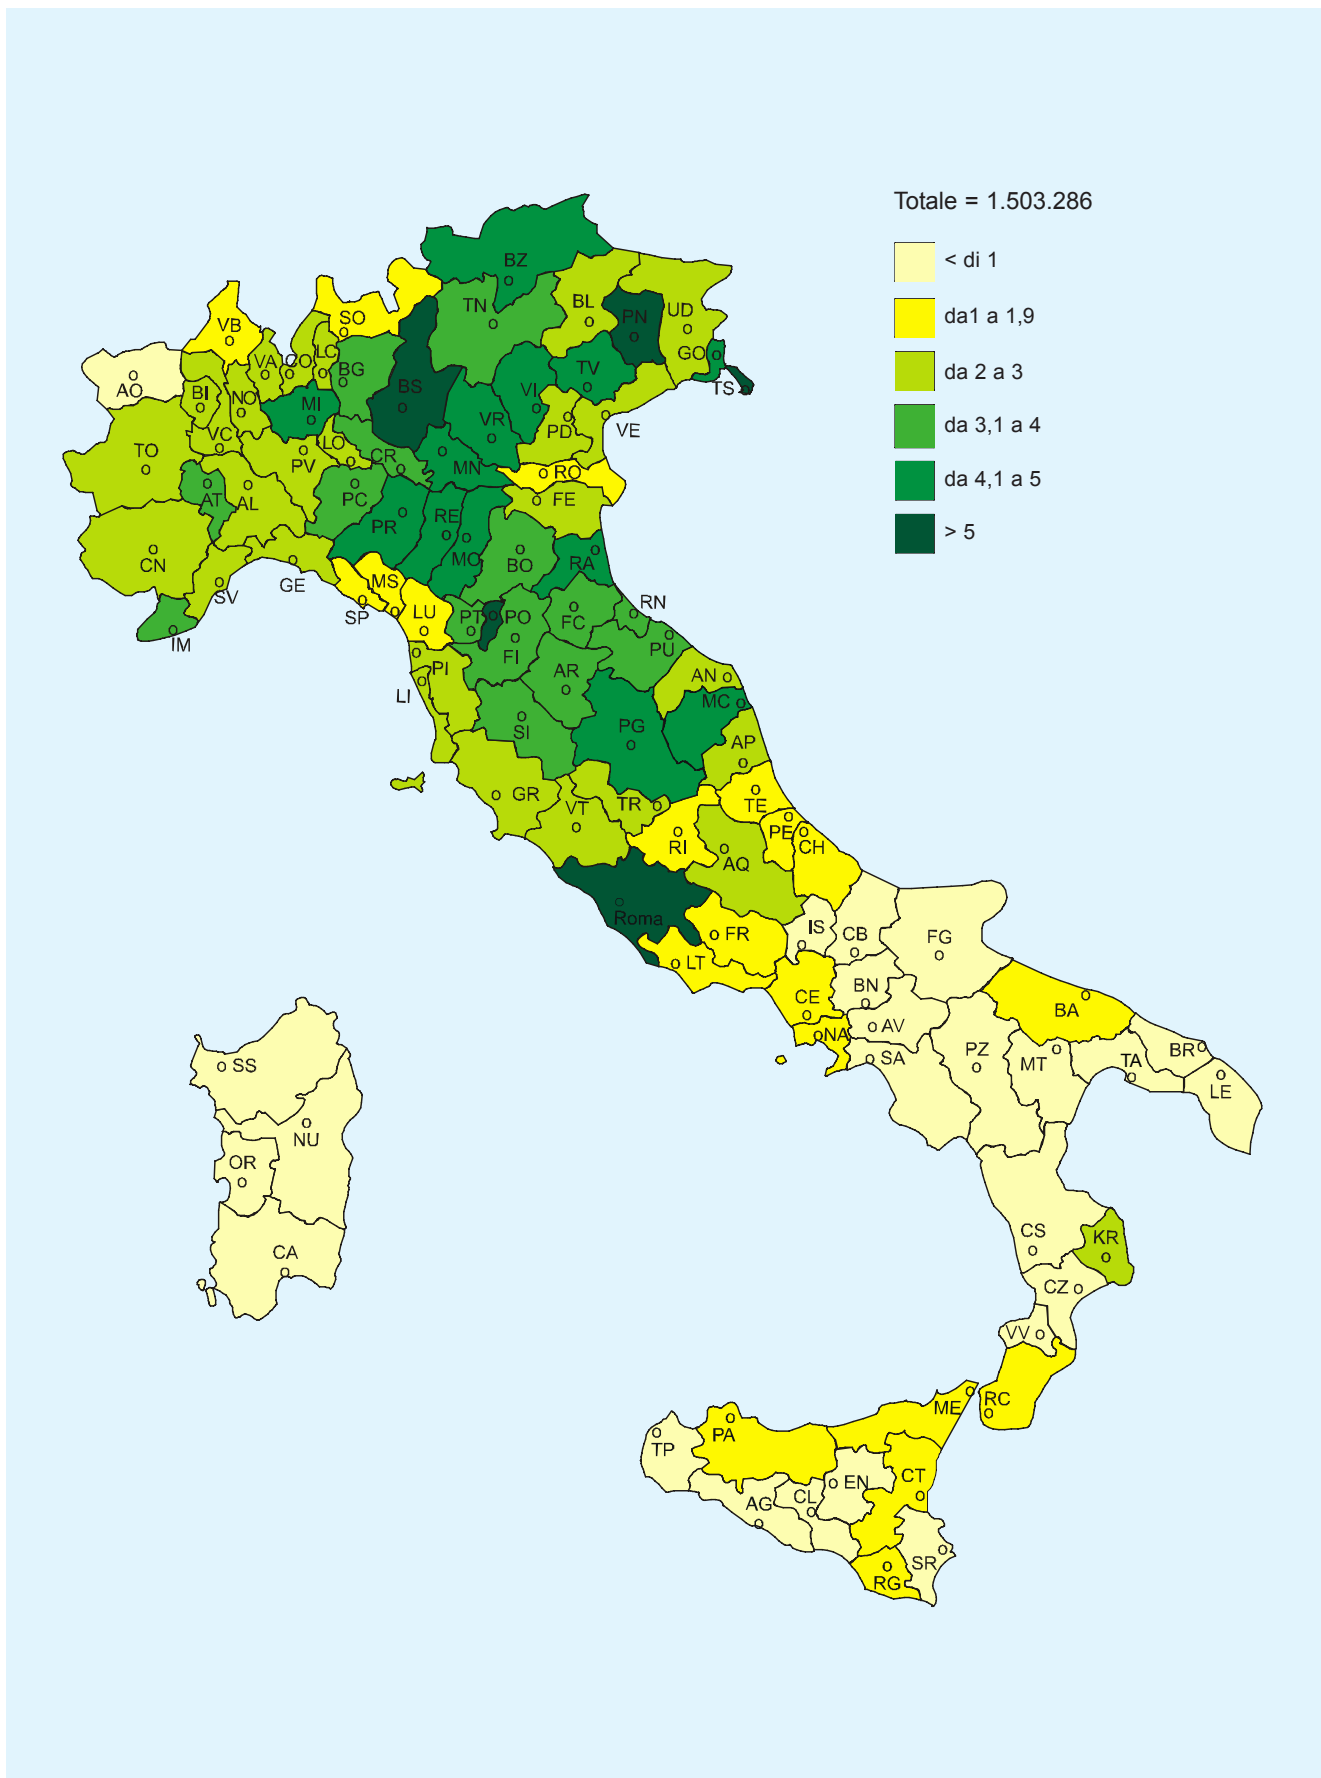 Totale = 1.503.286
< di 1
da1 a 1,9
da 2 a 3
da 3,1 a 4
da 4,1 a 5
> 5
BZ
TN
BL
PN
UD
SO
VB
GO
TS
VA
CO
LC
BG
AO
BI
NO
MI
BS
VI
TV
VR
PD
VE
TO
VC
PV
LO
CR
MN
RO
AT
AL
PC
FE
PR
RE
MO
BO
RA
CN
SV
GE
MS
SP
LU
PT
PO
FC
RN
IM
FI
PU
PI
AR
AN
LI
MC
SI
PG
AP
GR
VT
TR
TE
RI
PE
CH
AQ
Roma
FR
IS
CB
FG
LT
BN
CE
BA
NA
AV
SA
PZ
MT
TA
BR
LE
SS
NU
OR
CA
CS
KR
CZ
VV
RC
ME
PA
TP
CT
EN
CL
AG
SR
RG